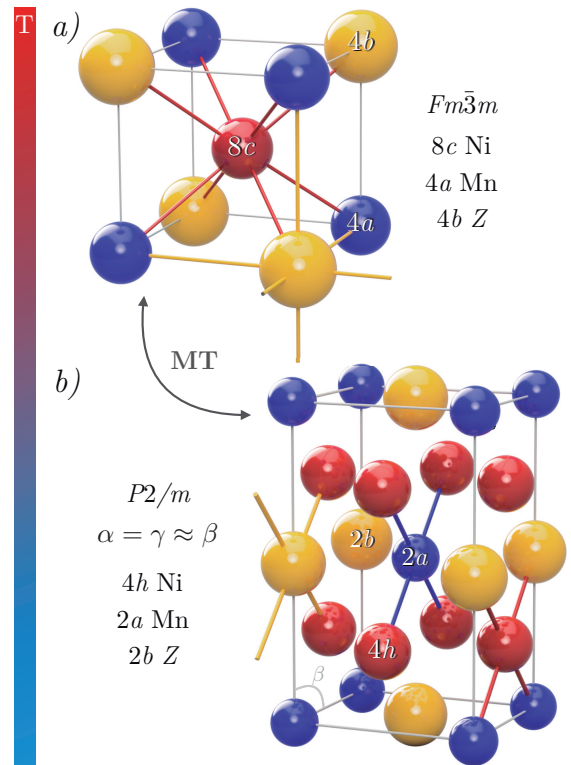 T
a)
4b
8c
4a
Fm3̄m
8c Ni
4a Mn
4b Z
MT
b)
P2/m
α = γ ≈ β
4h Ni
2a Mn
2b Z
2b
2a
4h
β